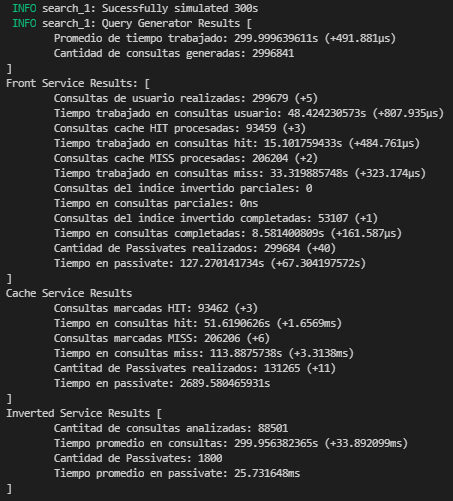 INFO search_1: Sucessfully simulated 300s
INFO search_1: Query Generator Results [
Promedio de tiempo trabajado: 299.999639611s (+491.881µs)
Cantidad de consultas generadas: 2996841
]
Front Service Results: [
Consultas de usuario realizadas: 299679 (+5)
Tiempo trabajado en consultas usuario: 48.424230573s (+807.935µs)
Consultas cache HIT procesadas: 93459 (+3)
Tiempo trabajado en consultas hit: 15.101759433s (+484.761µs)
Consultas cache MISS procesadas: 206204 (+2)
Tiempo trabajado en consultas miss: 33.319885748s (+323.174µs)
Consultas del indice invertido parciales: 0
Tiempo en consultas parciales: 0ns
Consultas del indice invertido completadas: 53107 (+1)
Tiempo en consultas completadas: 8.581400809s (+161.587µs)
Cantidad de Passivates realizados: 299684 (+40)
Tiempo en passivate: 127.270141734s (+67.304197572s)
]
Cache Service Results
Consultas marcadas HIT: 93462 (+3)
Tiempo en consultas hit: 51.6190626s (+1.6569ms)
Consultas marcadas MISS: 206206 (+6)
Tiempo en consultas miss: 113.8875738s (+3.3138ms)
Cantidad de Passivates realizados: 131265 (+11)
Tiempo en passivate: 2689.580465931s
]
Inverted Service Results [
Cantitad de consultas analizadas: 88501
Tiempo promedio en consultas: 299.956382365s (+33.892099ms)
Cantidad de Passivates: 1800
Tiempo promedio en passivate: 25.731648ms
]